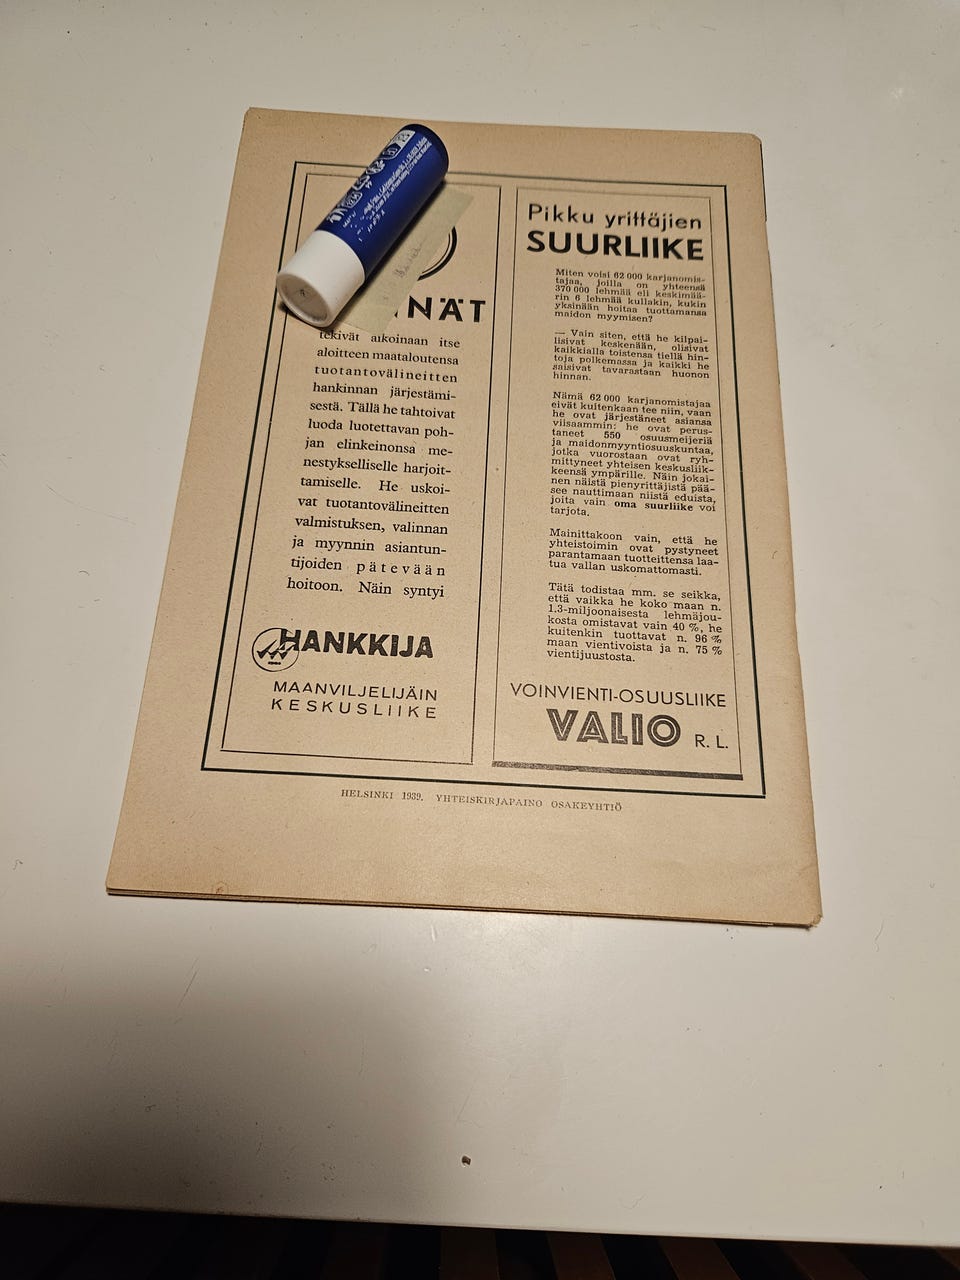 NÄT
tekivät aikoinaan itse
aloitteen maataloutensa
tuotantovälineitten
hankinnan järjestämi-
sestä. Tällä he tahtoivat
luoda luotettavan poh-
jan elinkeinonsa me-
nestykselliselle harjoit-
tamiselle. He uskoi-
vat tuotantovälineitten
valmistuksen, valinnan
ja myynnin asiantun-
tijoiden pätevään
hoitoon. Näin syntyi
HANKKIJA
MAANVILJELIJÄIN
KESKUSLIIKE
Pikku yrittäjien
SUURLIIKE
Miten voisi 62 000 karjanomis-
tajaa, joilla on yhteensä
370 000 lehmää eli keskimää-
rin 6 lehmää kullakin, kukin
yksinään hoitaa tuottamansa
maidon myymisen?
— Vain siten, että he kilpai-
lisivat keskenään, olisivat
kaikkialla toistensa tiellä hin-
toja polkemassa ja kaikki he
saisivat tavarastaan huonon
hinnan.
Nämä 62 000 karjanomistajaa
eivät kuitenkaan tee niin, vaan
he ovat järjestäneet asiansa
viisaammin: he ovat perus-
taneet 550 osuusmeijeriä
ja maidonmyyntiosuuskuntaa,
jotka vuorostaan ovat ryh-
mittyneet yhteisen keskusliik-
keensä ympärille. Näin jokai-
nen näistä pienyrittäjistä pää-
see nauttimaan niistä eduista,
joita vain oma suurliike voi
tarjota.
Mainittakoon vain, että he
yhteistoimin ovat pystyneet
parantamaan tuotteittensa laa-
tua vallan uskomattomasti.
Tätä todistaa mm. se seikka,
että vaikka he koko maan n.
1,3-miljoonaisesta lehmäjou-
kosta omistavat vain 40 %, he
kuitenkin tuottavat n. 96 %
maan vientivoista ja n. 75 %
vientijuustosta.
VOINVIENTI-OSUUSLIIKE
VALIO R. L.
HELSINKI 1939. YHTEISKIRJAPAINO OSAKEYHTIÖ